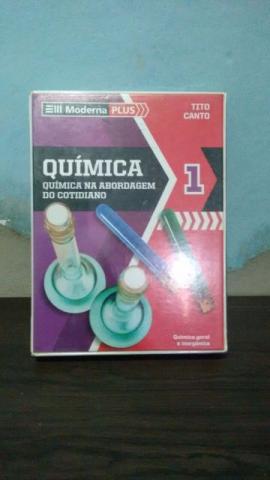 Moderna PLUS
TITO
CANTO
QUÍMICA
QUÍMICA NA ABORDAGEM
DO COTIDIANO
1
Química geral
e inorgânica